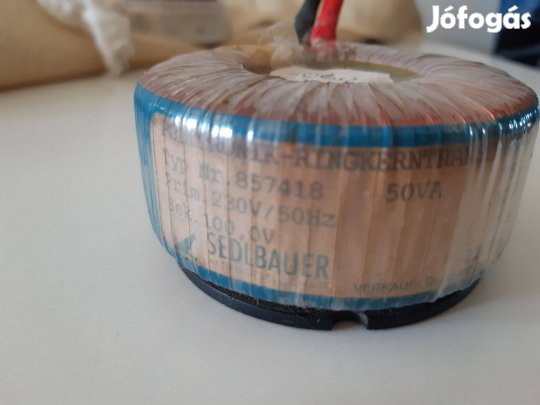 Jófogás
-RINGKERNTRA
Typ Nr.857418 50VA
Prim.230V/50Hz
Sek.100,0V
SEDLBAUER
VERKAUF/